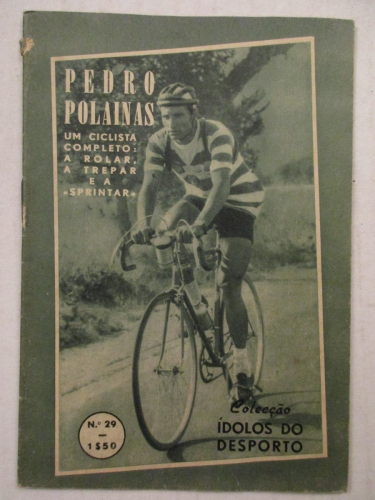 PEDRO
POLAINAS
UM CICLISTA
COMPLETO:
A ROLAR,
A TREPAR
E A
«SPRINTAR»
Colecção
ÍDOLOS DO
DESPORTO
N.º 29
1$50